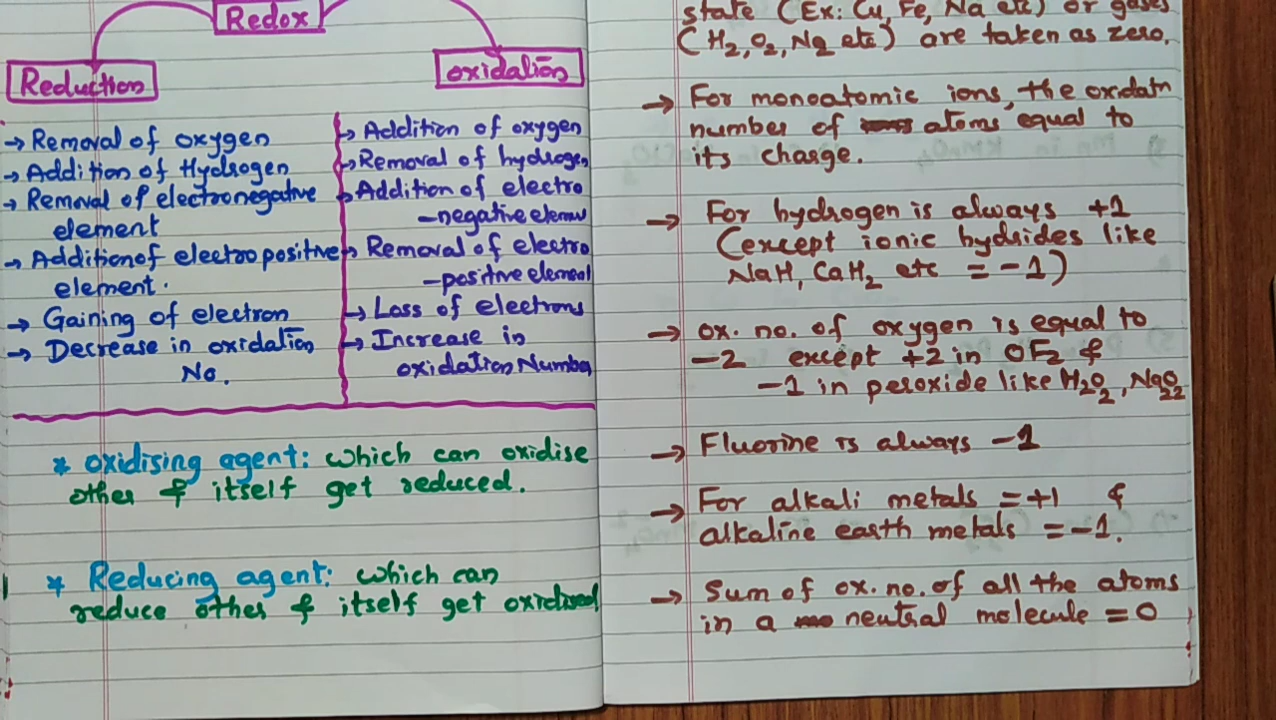 Redox
Reduction
oxidation
→ Removal of oxygen
→ Addition of Hydrogen
→ Removal of electronegative
element
→ Addition of electropositive
element.
→ Gaining of electron
→ Decrease in oxidation
No.
→ Addition of oxygen
→ Removal of hydrogen
→ Addition of electro
-negative elemen
→ Removal of electro
-positive element
→ Loss of electrons
→ Increase in
oxidation Number
* oxidising agent: which can oxidise
other & itself get reduced.
* Reducing agent: which can
reduce other & itself get oxidised
state (Ex: Cu, Fe, Na etc) or gases
(H2, O2, N2 etc) are taken as zero.
→ For monoatomic ions, the oxidatn
number of atoms equal to
its charge.
→ For hydrogen is always +1
(except ionic hydrides like
NaH, CaH2 etc = -1)
→ ox. no. of oxygen is equal to
-2 except +2 in OF2 &
-1 in peroxide like H2O2, Na2O2
→ Fluorine is always -1
→ For alkali metals = +1 &
alkaline earth metals = -1.
→ Sum of ox. no. of all the atoms
in a neutral molecule = 0